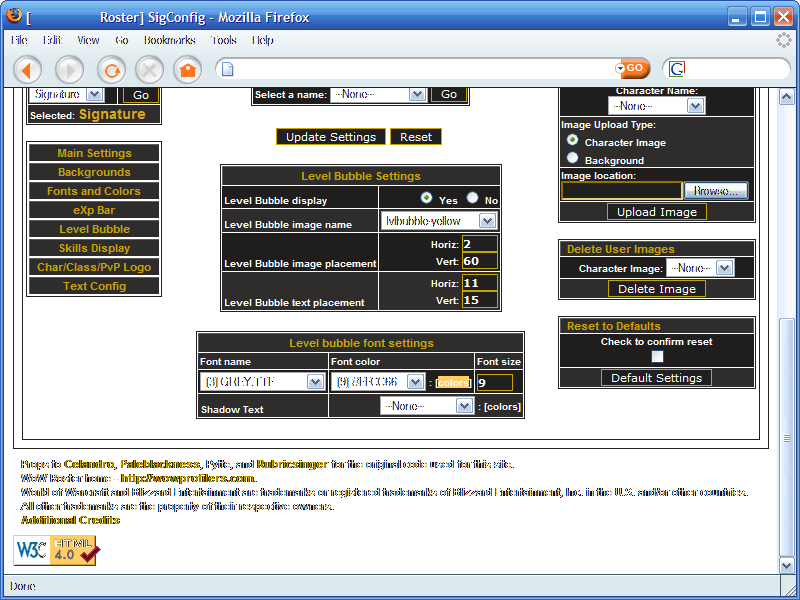 [ Roster] SigConfig - Mozilla Firefox
File Edit View Go Bookmarks Tools Help
GO G
Signature Go
Selected: Signature
Main Settings
Backgrounds
Fonts and Colors
eXp Bar
Level Bubble
Skills Display
Char/Class/PvP Logo
Text Config
Select a name: --None-- Go
Update Settings Reset
Level Bubble Settings
Level Bubble display Yes No
Level Bubble image name lvlbubble-yellow
Level Bubble image placement Horiz: 2
Vert: 60
Level Bubble text placement Horiz: 11
Vert: 15
Level bubble font settings
Font name Font color Font size
[3] GREY.TTF [9] #FFCC66 : [colors] 9
Shadow Text --None-- : [colors]
Character Name:
--None--
Image Upload Type:
Character Image
Background
Image location:
Browse...
Upload Image
Delete User Images
Character Image: --None--
Delete Image
Reset to Defaults
Check to confirm reset
Default Settings
Props to Celandro, Paleblackness, Pytte, and Rubricsinger for the original code used for this site.
WoW Roster home - http://wowprofilers.com.
World of Warcraft and Blizzard Entertainment are trademarks or registered trademarks of Blizzard Entertainment, Inc. in the U.S. and/or other countries.
All other trademarks are the property of their respective owners.
Additional Credits
W3C HTML 4.0
Done